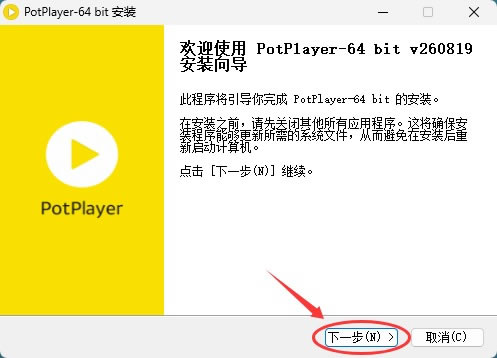 PotPlayer-64 bit 安装
欢迎使用 PotPlayer-64 bit v260819
安装向导
此程序将引导你完成 PotPlayer-64 bit 的安装。
在安装之前，请先关闭其他所有应用程序。这将确保安
装程序能够更新所需的系统文件，从而避免在安装后重
新启动计算机。
点击 [下一步(N)] 继续。
PotPlayer
下一步(N) >
取消(C)